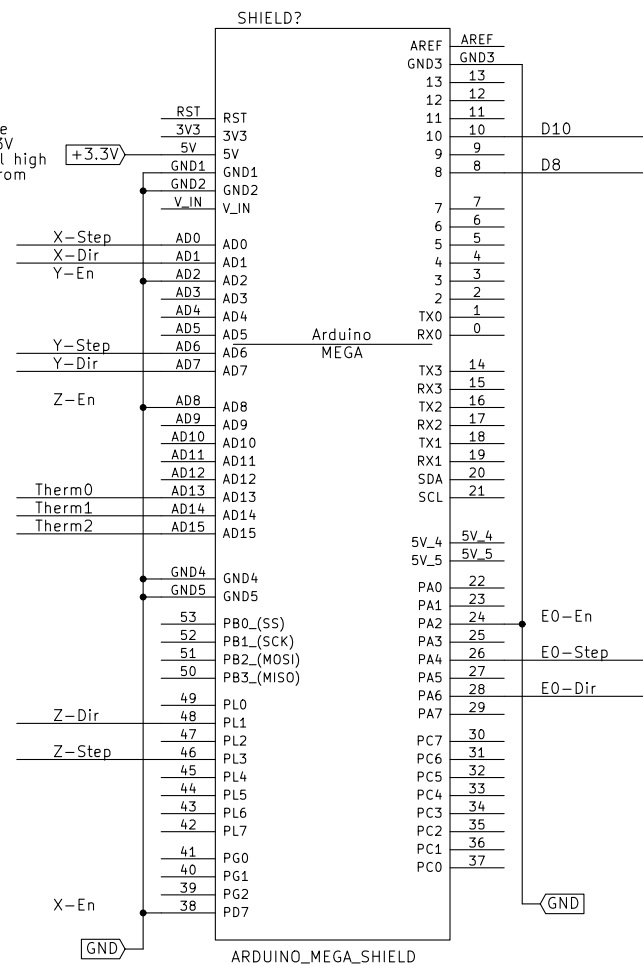 SHIELD?
AREF AREF
GND3 GND3
13 13
12 12
11 11
10 10 D10
9 9
8 8 D8
e
3V
l high
rom
RST RST
3V3 3V3
+3.3V 5V 5V
GND1 GND1
GND2 GND2
V_IN V_IN
X-Step AD0 AD0
X-Dir AD1 AD1
Y-En AD2 AD2
AD3 AD3
AD4 AD4
AD5 AD5
Y-Step AD6 AD6
Y-Dir AD7 AD7
Z-En AD8 AD8
AD9 AD9
AD10 AD10
AD11 AD11
AD12 AD12
Therm0 AD13 AD13
Therm1 AD14 AD14
Therm2 AD15 AD15
GND4 GND4
GND5 GND5
53 PB0_(SS)
52 PB1_(SCK)
51 PB2_(MOSI)
50 PB3_(MISO)
49 PL0
Z-Dir 48 PL1
47 PL2
Z-Step 46 PL3
45 PL4
44 PL5
43 PL6
42 PL7
41 PG0
40 PG1
39 PG2
X-En 38 PD7
GND
Arduino
MEGA
7 7
6 6
5 5
4 4
3 3
2 2
TX0 1
RX0 0
TX3 14
RX3 15
TX2 16
RX2 17
TX1 18
RX1 19
SDA 20
SCL 21
5V_4 5V_4
5V_5 5V_5
PA0 22
PA1 23
PA2 24 E0-En
PA3 25
PA4 26 E0-Step
PA5 27
PA6 28 E0-Dir
PA7 29
PC7 30
PC6 31
PC5 32
PC4 33
PC3 34
PC2 35
PC1 36
PC0 37
GND
ARDUINO_MEGA_SHIELD